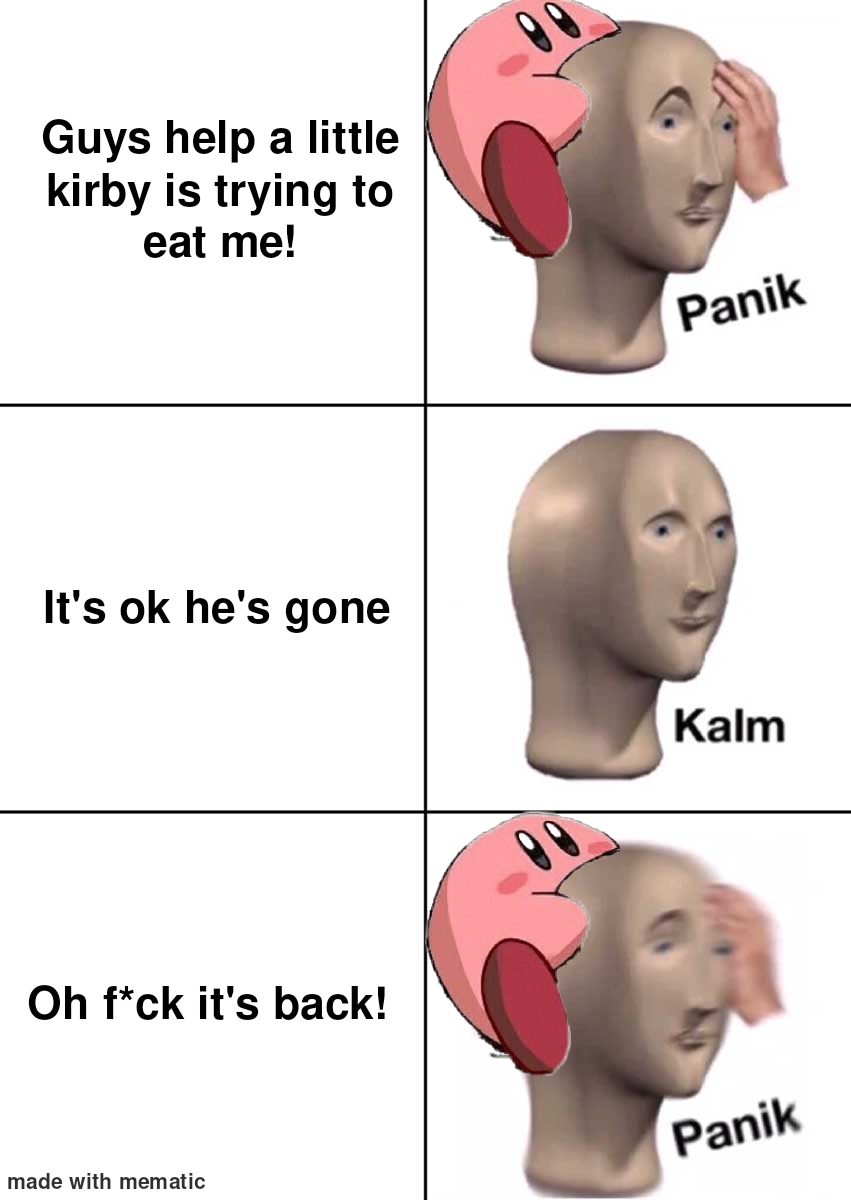 Guys help a little
kirby is trying to
eat me!
Panik
It's ok he's gone
Kalm
Oh f*ck it's back!
Panik
made with mematic